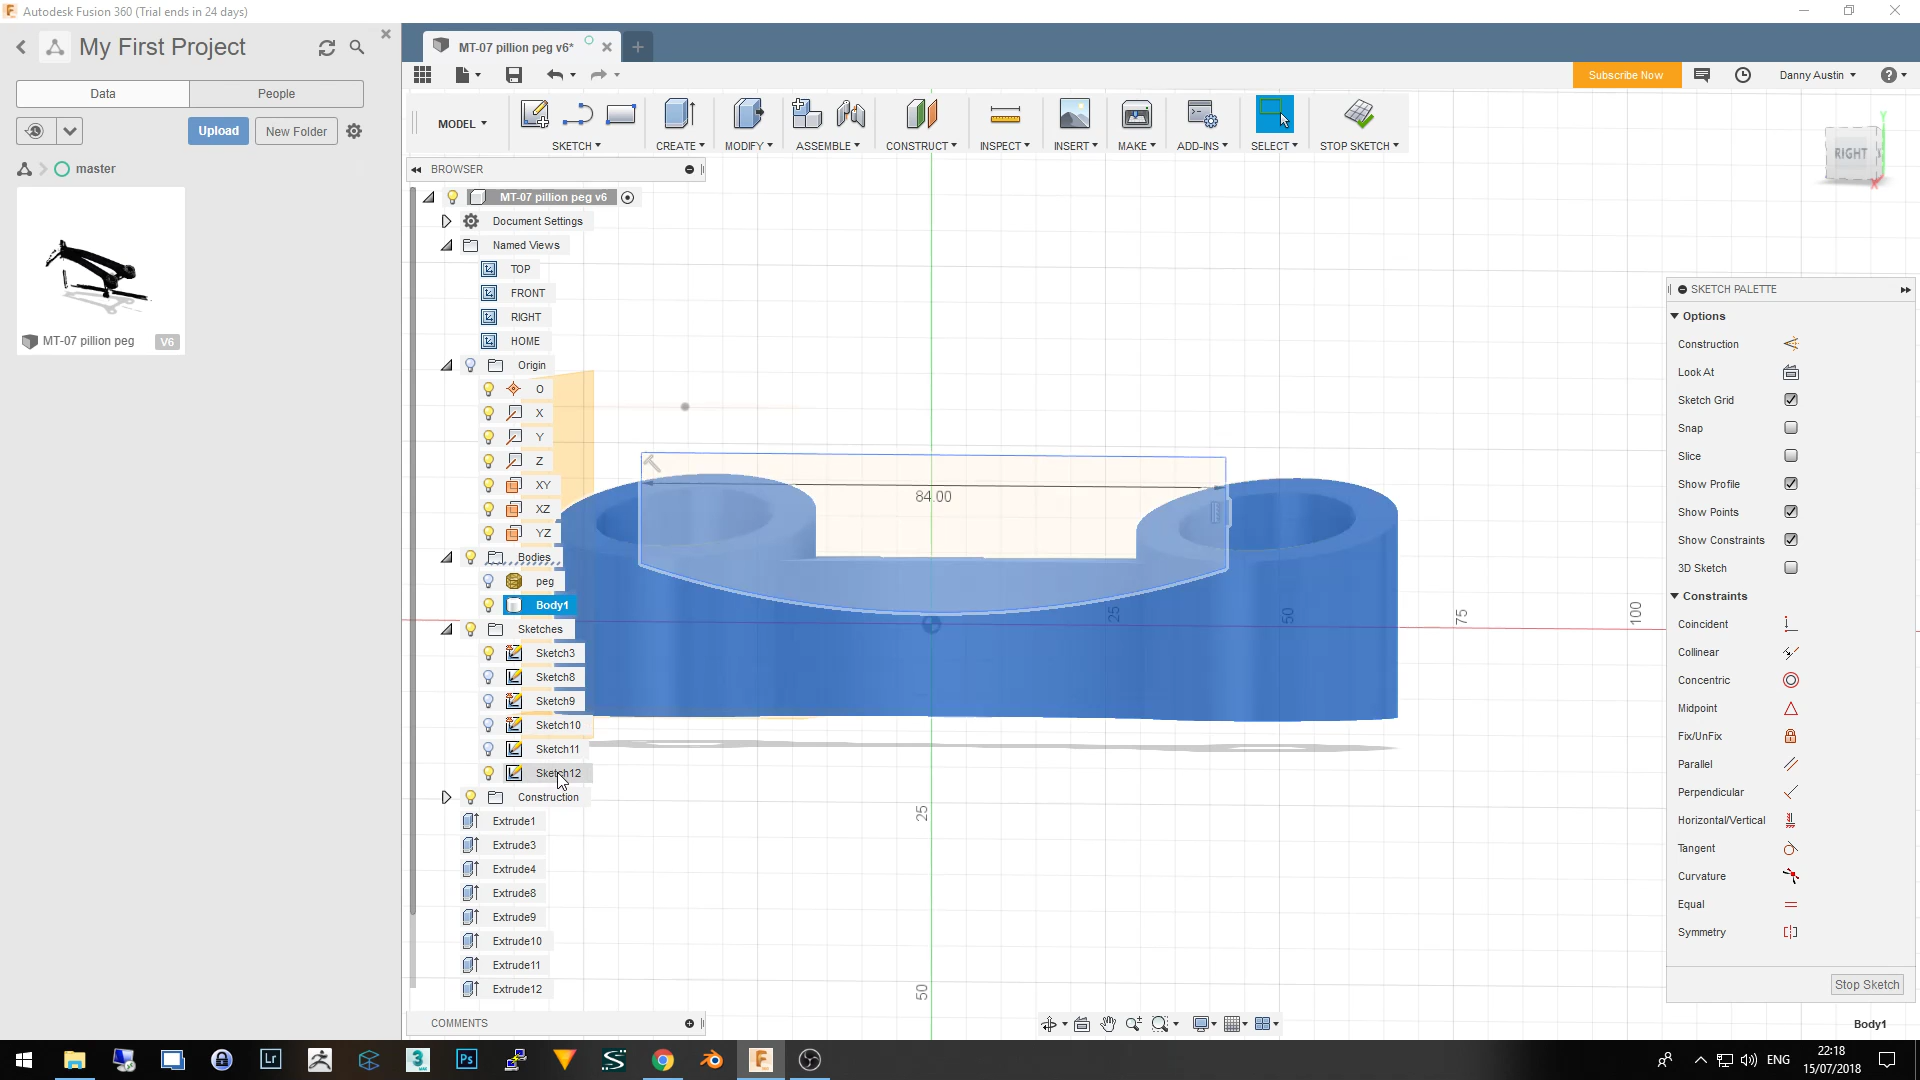 Autodesk Fusion 360 (Trial ends in 24 days)
My First Project
Data
People
Upload
New Folder
master
MT-07 pillion peg
V6
MT-07 pillion peg v6*
Subscribe Now
Danny Austin
MODEL
SKETCH
CREATE
MODIFY
ASSEMBLE
CONSTRUCT
INSPECT
INSERT
MAKE
ADD-INS
SELECT
STOP SKETCH
BROWSER
MT-07 pillion peg v6
Document Settings
Named Views
TOP
FRONT
RIGHT
HOME
Origin
O
X
Y
Z
XY
XZ
YZ
Bodies
peg
Body1
Sketches
Sketch3
Sketch8
Sketch9
Sketch10
Sketch11
Sketch12
Construction
Extrude1
Extrude3
Extrude4
Extrude8
Extrude9
Extrude10
Extrude11
Extrude12
COMMENTS
84.00
25
50
75
100
25
50
RIGHT
Y
X
SKETCH PALETTE
Options
Construction
Look At
Sketch Grid
Snap
Slice
Show Profile
Show Points
Show Constraints
3D Sketch
Constraints
Coincident
Collinear
Concentric
Midpoint
Fix/UnFix
Parallel
Perpendicular
Horizontal/Vertical
Tangent
Curvature
Equal
Symmetry
Stop Sketch
Body1
Lr
3
Ps
ENG
22:18
15/07/2018